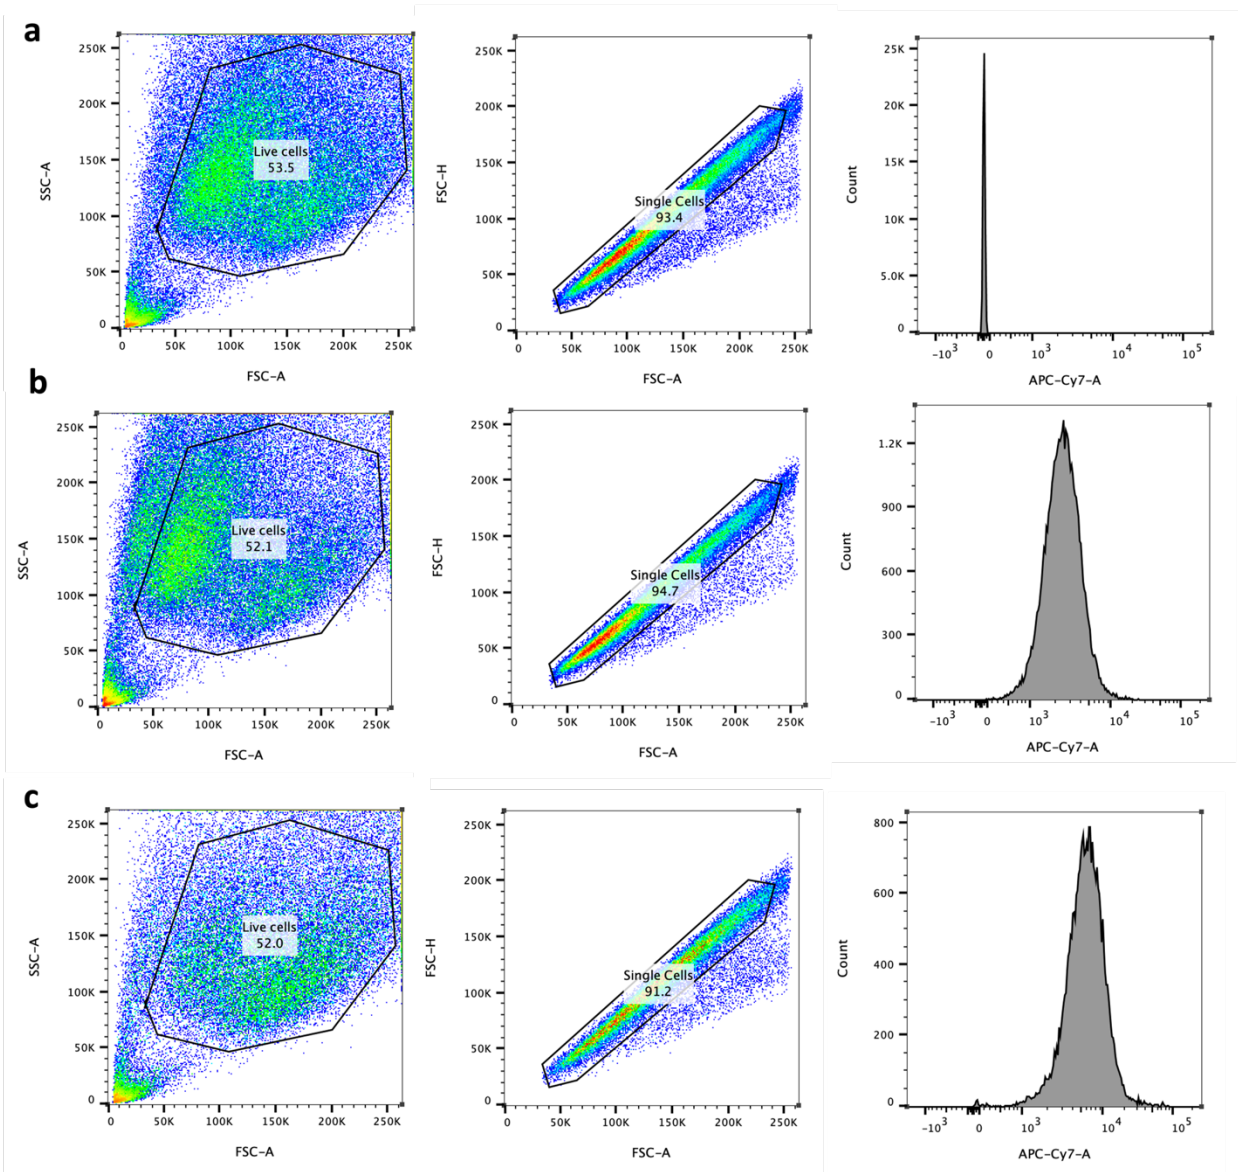 a
250K
200K
150K
100K
50K
0
SSC-A
Live cells
53.5
0 50K 100K 150K 200K 250K
FSC-A
250K
200K
150K
100K
50K
0
FSC-H
Single Cells
93.4
0 50K 100K 150K 200K 250K
FSC-A
25K
20K
15K
10K
5.0K
0
Count
-10³ 0 10³ 10⁴ 10⁵
APC-Cy7-A
b
250K
200K
150K
100K
50K
0
SSC-A
Live cells
52.1
0 50K 100K 150K 200K 250K
FSC-A
250K
200K
150K
100K
50K
0
FSC-H
Single Cells
94.7
0 50K 100K 150K 200K 250K
FSC-A
1.2K
900
600
300
0
Count
-10³ 0 10³ 10⁴ 10⁵
APC-Cy7-A
c
250K
200K
150K
100K
50K
0
SSC-A
Live cells
52.0
0 50K 100K 150K 200K 250K
FSC-A
250K
200K
150K
100K
50K
0
FSC-H
Single Cells
91.2
0 50K 100K 150K 200K 250K
FSC-A
800
600
400
200
0
Count
-10³ 0 10³ 10⁴ 10⁵
APC-Cy7-A